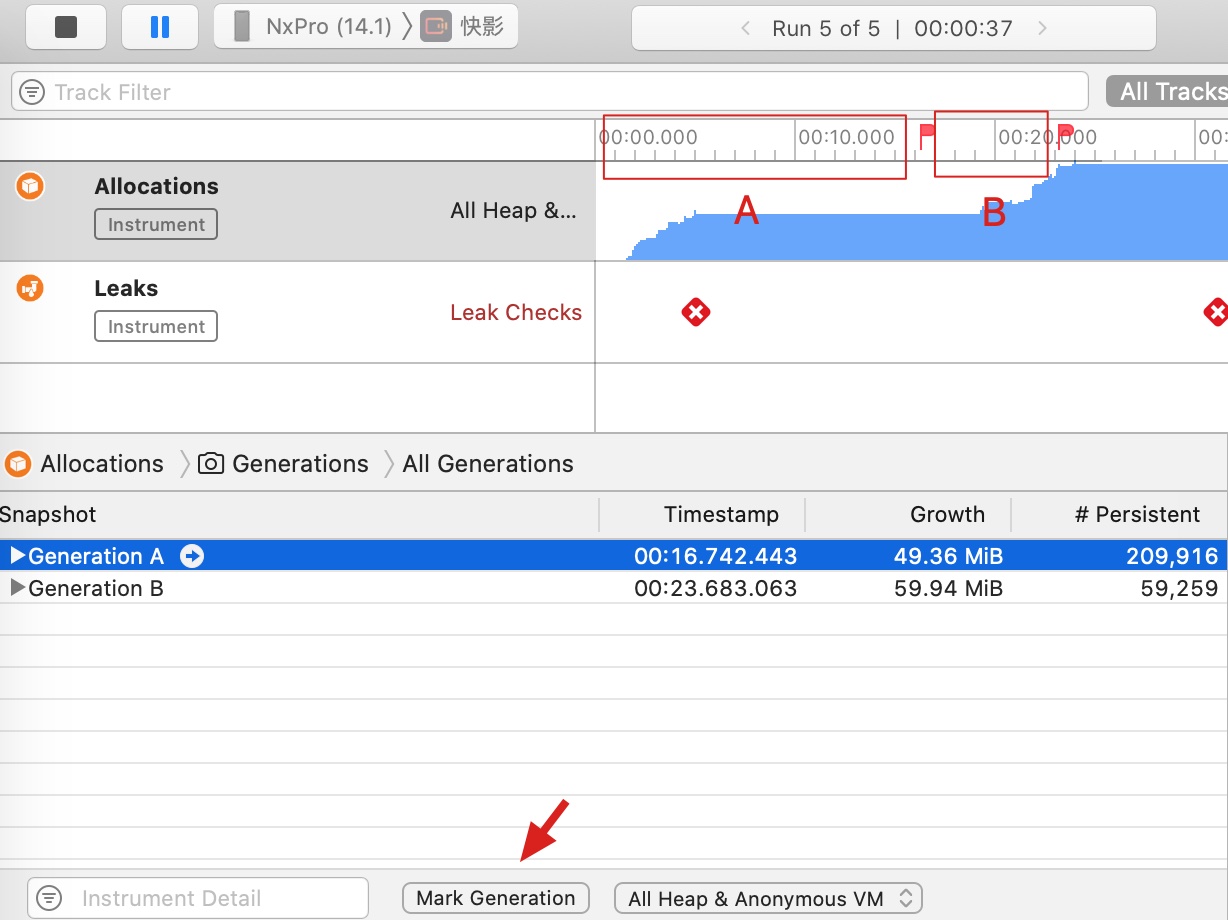 NxPro (14.1) 快影 Run 5 of 5 | 00:00:37
Track Filter All Tracks
00:00.000 00:10.000 00:20.000 00:
Allocations
Instrument
All Heap &...
A
B
Leaks
Instrument
Leak Checks
Allocations Generations All Generations
Snapshot Timestamp Growth # Persistent
Generation A 00:16.742.443 49.36 MiB 209,916
Generation B 00:23.683.063 59.94 MiB 59,259
Instrument Detail Mark Generation All Heap & Anonymous VM